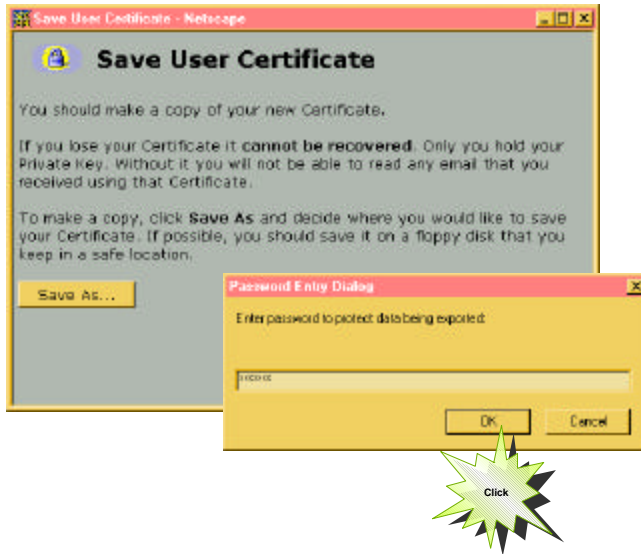 Save User Certificate - Netscape
Save User Certificate
You should make a copy of your new Certificate.
If you lose your Certificate it cannot be recovered. Only you hold your
Private Key. Without it you will not be able to read any email that you
received using that Certificate.
To make a copy, click Save As and decide where you would like to save
your Certificate. If possible, you should save it on a floppy disk that you
keep in a safe location.
Save As...
Password Entry Dialog
Enter password to protect data being exported:
OK
Cancel
Click